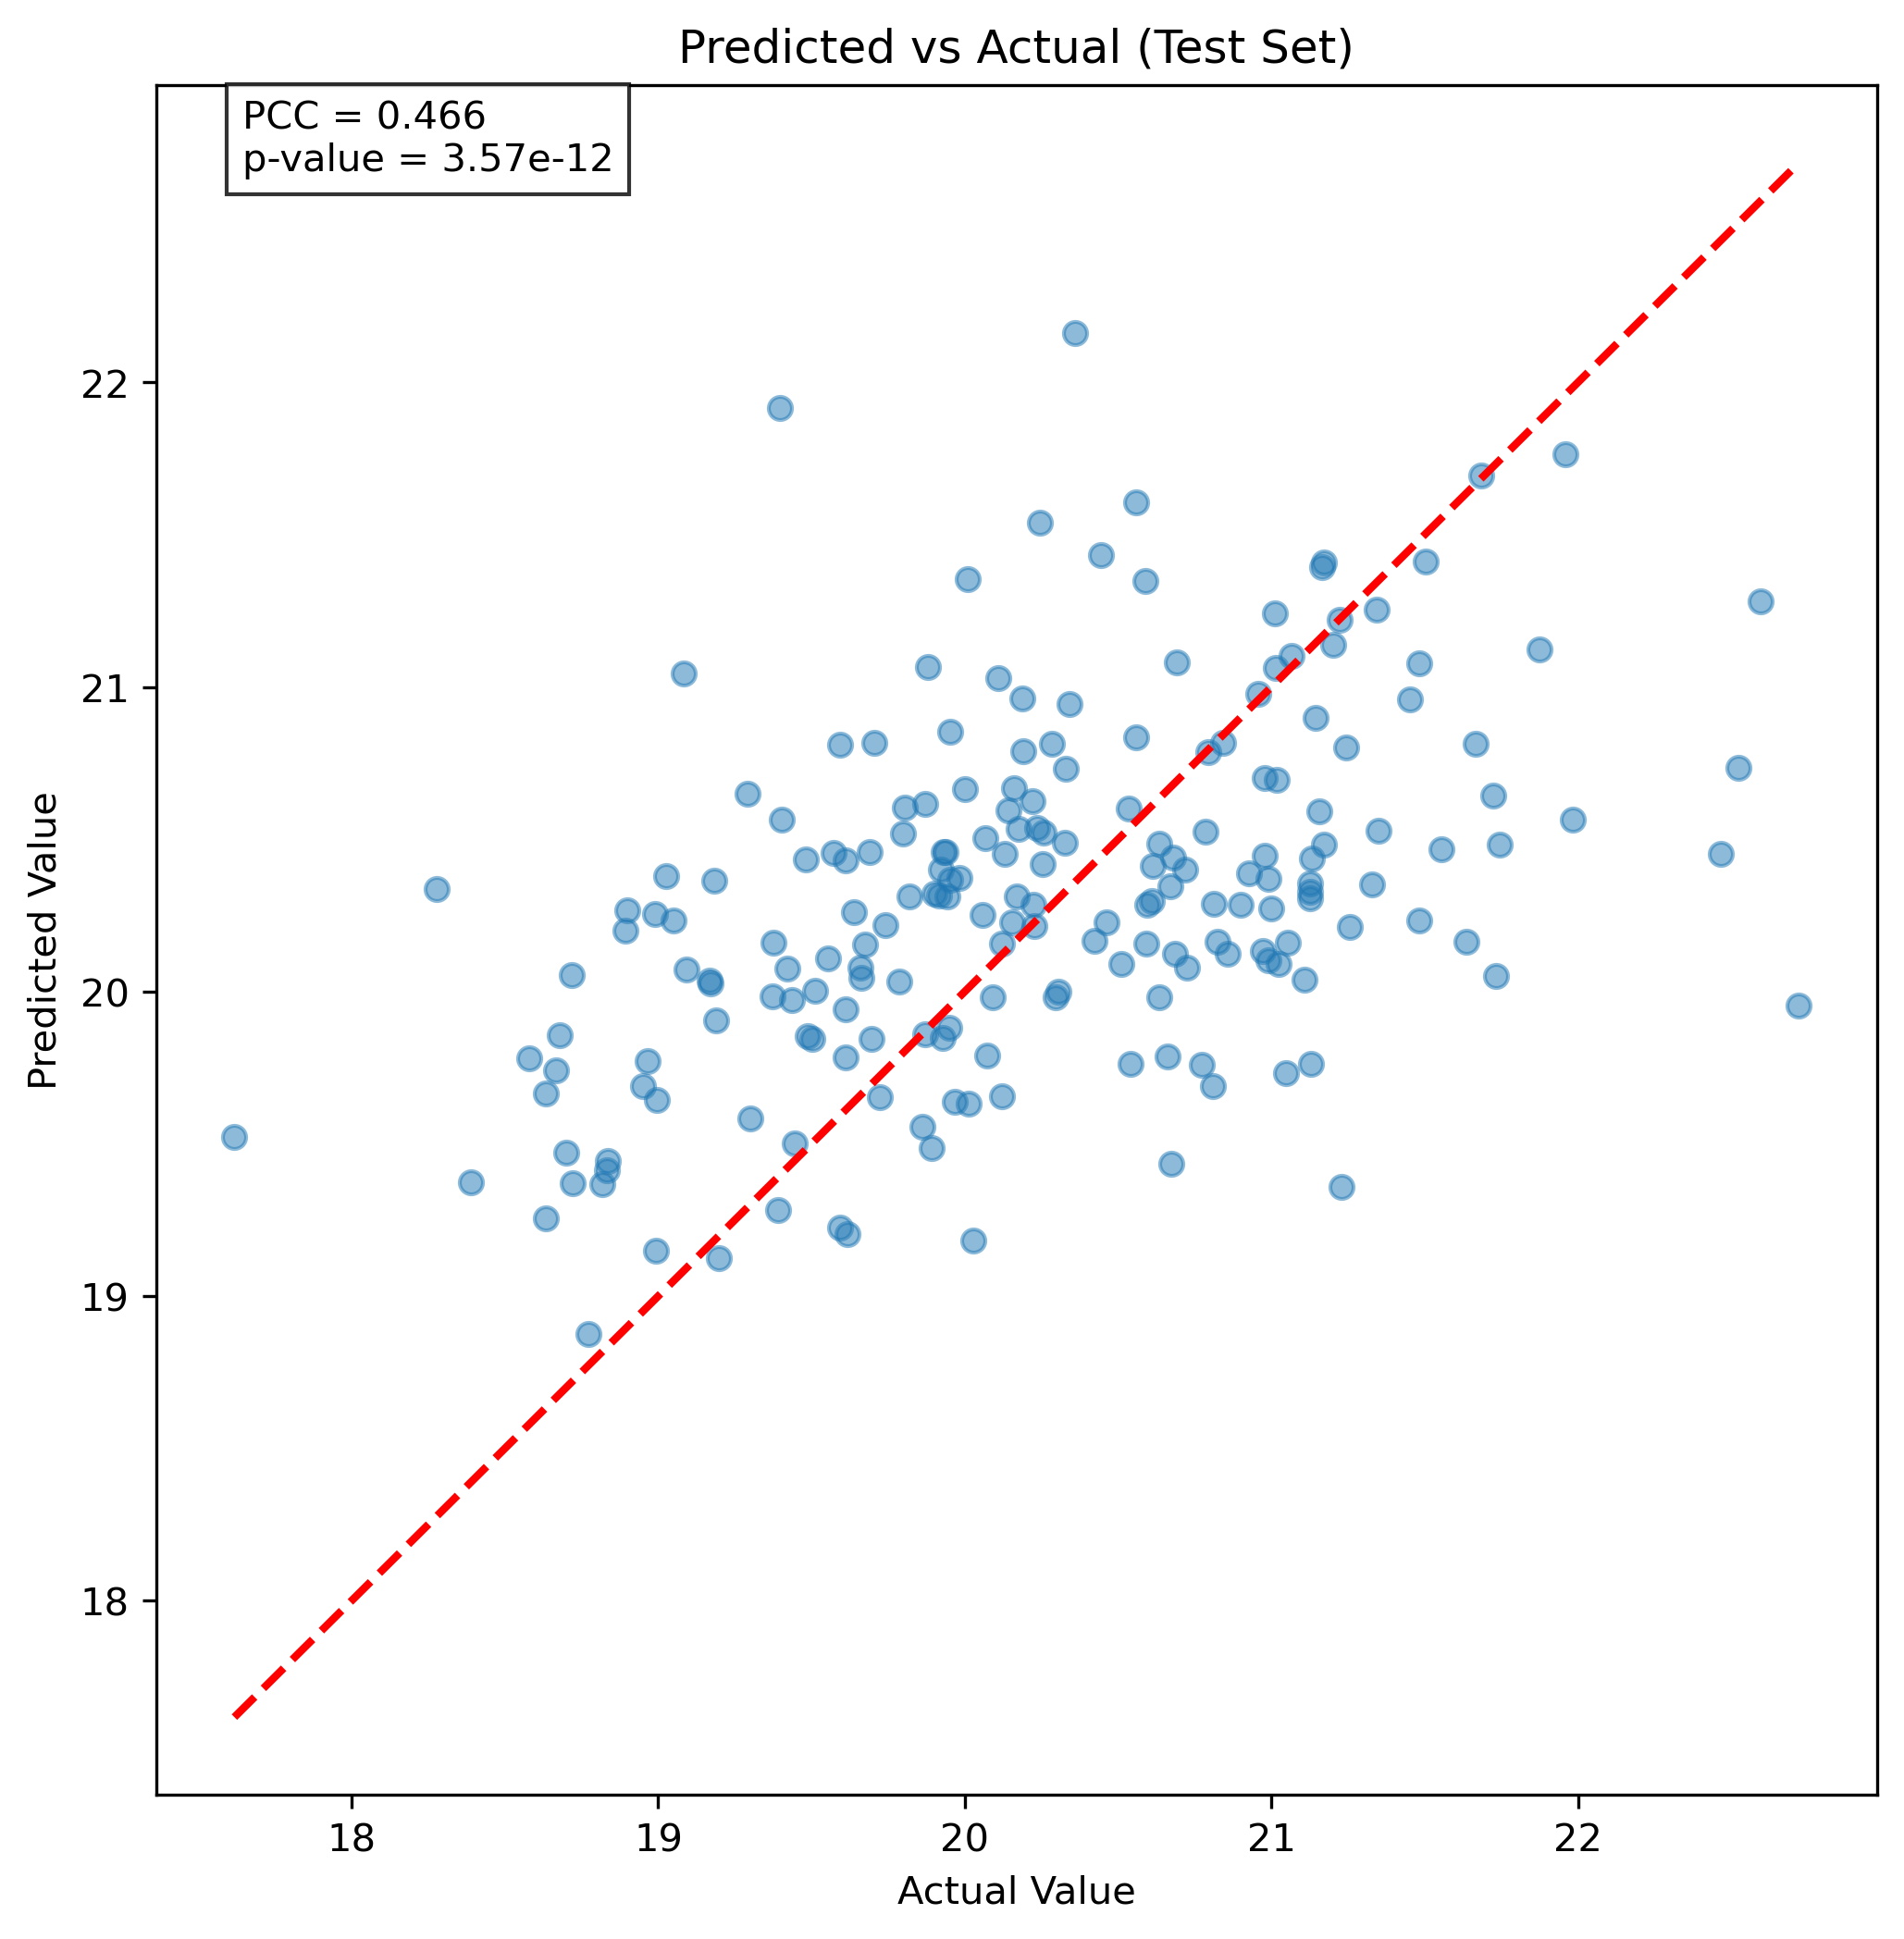 Predicted vs Actual (Test Set)
PCC = 0.466
p-value = 3.57e-12
22
21
20
19
18
Predicted Value
18 19 20 21 22
Actual Value